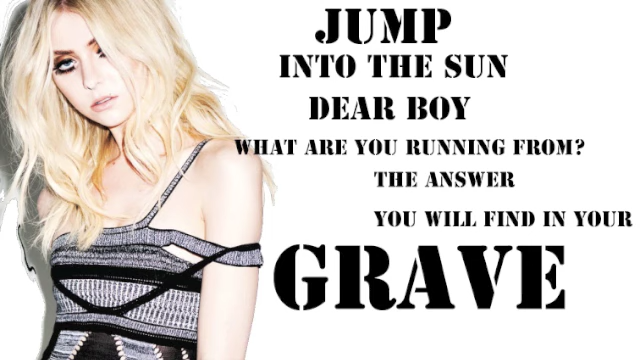 JUMP
INTO THE SUN
DEAR BOY
WHAT ARE YOU RUNNING FROM?
THE ANSWER
YOU WILL FIND IN YOUR
GRAVE